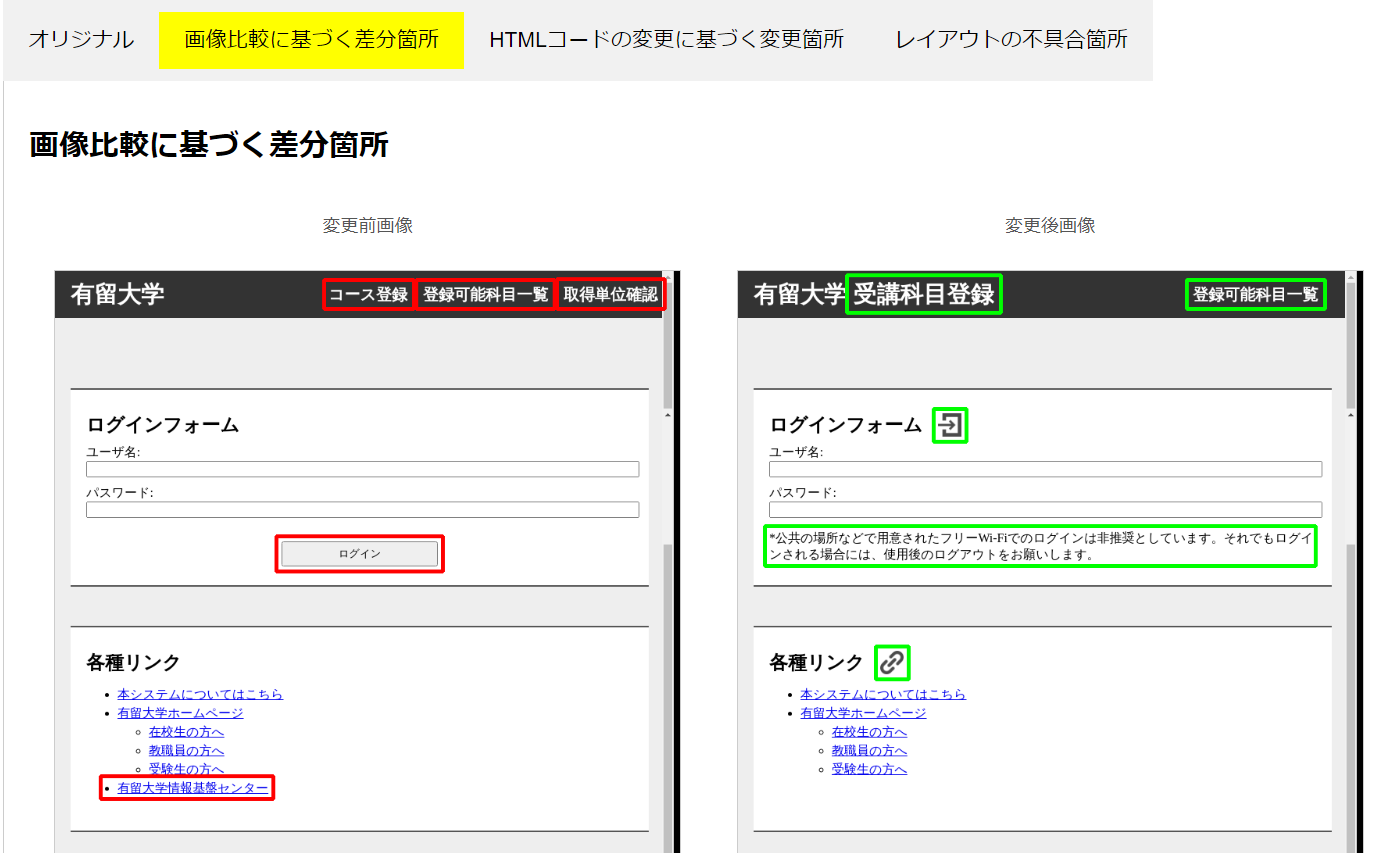 オリジナル 画像比較に基づく差分箇所 HTMLコードの変更に基づく変更箇所 レイアウトの不具合箇所
画像比較に基づく差分箇所
変更前画像
有留大学 コース登録 登録可能科目一覧 取得単位確認
ログインフォーム
ユーザ名:
パスワード:
ログイン
各種リンク
本システムについてはこちら
有留大学ホームページ
在校生の方へ
教職員の方へ
受験生の方へ
有留大学情報基盤センター
変更後画像
有留大学 受講科目登録 登録可能科目一覧
ログインフォーム
ユーザ名:
パスワード:
*公共の場所などで用意されたフリーWi-Fiでのログインは非推奨としています。それでもログイ
ンされる場合には、使用後のログアウトをお願いします。
各種リンク
本システムについてはこちら
有留大学ホームページ
在校生の方へ
教職員の方へ
受験生の方へ